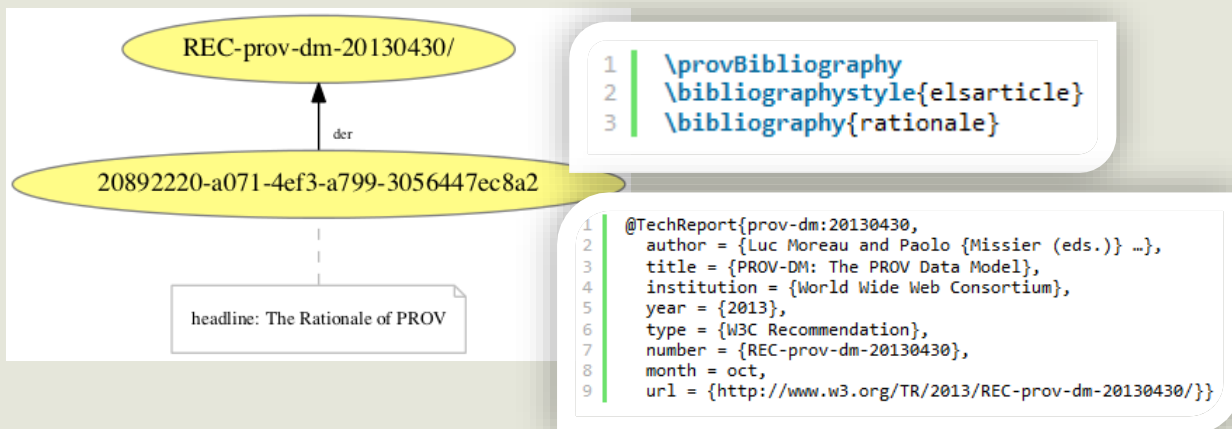 REC-prov-dm-20130430/
der
20892220-a071-4ef3-a799-3056447ec8a2
headline: The Rationale of PROV
1 \provBibliography
2 \bibliographystyle{elsarticle}
3 \bibliography{rationale}
1 @TechReport{prov-dm:20130430,
2 author = {Luc Moreau and Paolo {Missier (eds.)} …},
3 title = {PROV-DM: The PROV Data Model},
4 institution = {World Wide Web Consortium},
5 year = {2013},
6 type = {W3C Recommendation},
7 number = {REC-prov-dm-20130430},
8 month = oct,
9 url = {http://www.w3.org/TR/2013/REC-prov-dm-20130430/}}